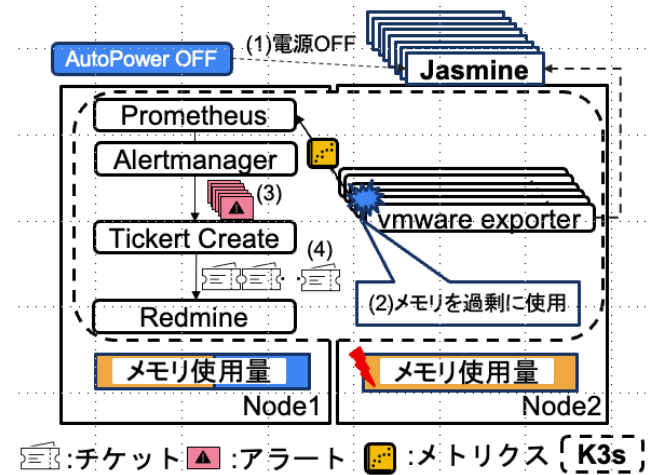 (1)電源OFF
AutoPower OFF
Jasmine
Prometheus
Alertmanager
(3)
vmware exporter
Tickert Create
(4)
(2)メモリを過剰に使用
Redmine
メモリ使用量
メモリ使用量
Node1
Node2
:チケット
:アラート
:メトリクス
K3s